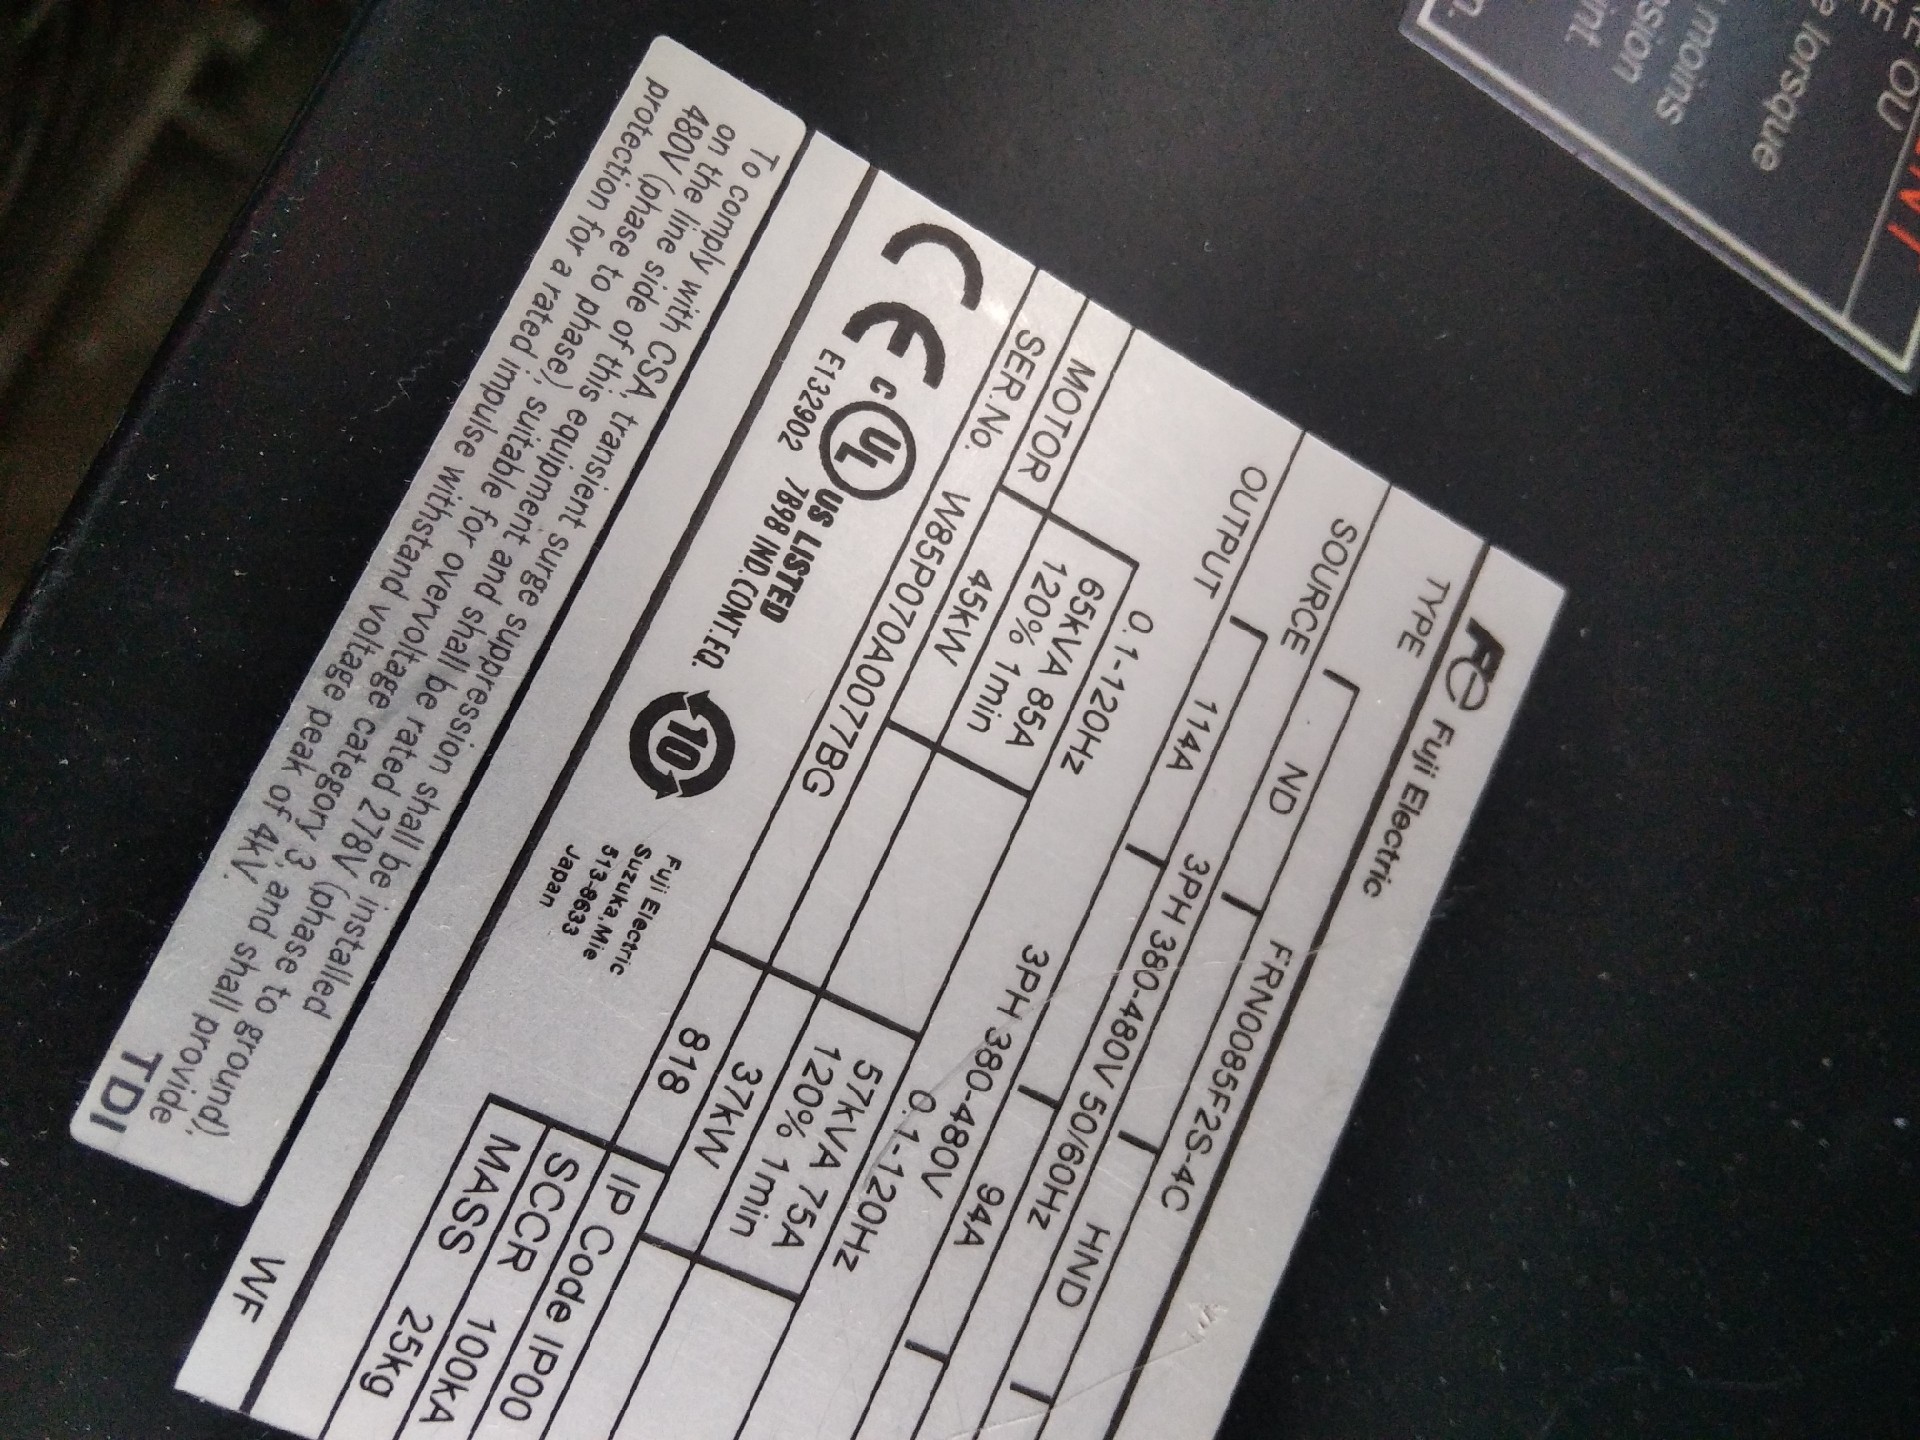 Fe Fuji Electric
TYPE FRN0085F2S-4C
ND HND
SOURCE 3PH 380-480V 50/60Hz
114A 94A
OUTPUT 3PH 380-480V
0.1-120Hz 0.1-120Hz
65kVA 85A 57kVA 75A
120% 1min 120% 1min
MOTOR 45kW 37kW
SER.No. W85P070A0077BG 818
IP Code IP00
SCCR 100kA
MASS 25kg
CE c UL US LISTED
E132902 7B98 IND.CONT.EQ.
10
Fuji Electric
Suzuka,Mie
513-8633
Japan
WF
To comply with CSA, transient surge suppression shall be installed
on the line side of this equipment and shall be rated 278V (phase to ground),
480V (phase to phase), suitable for overvoltage category 3, and shall provide
protection for a rated impulse withstand voltage peak of 4kV.
TDI
OU
lorsque
moins